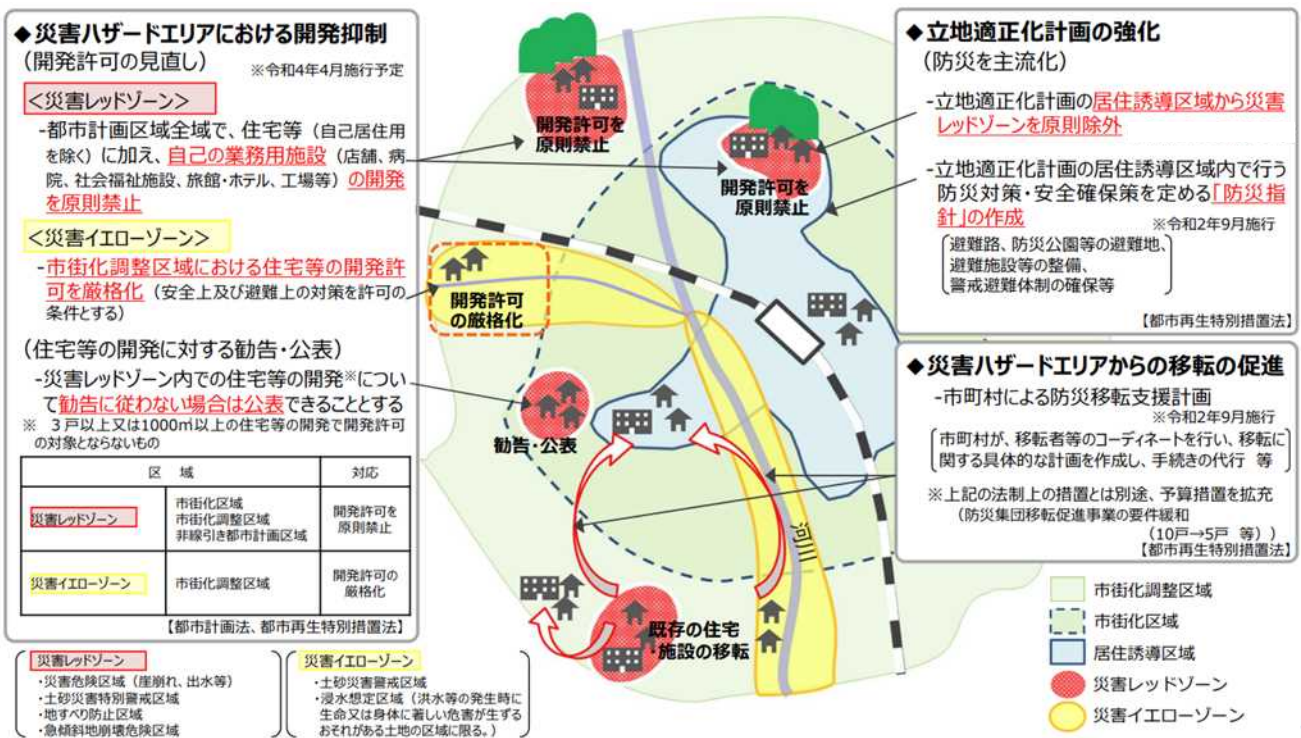 ◆災害ハザードエリアにおける開発抑制
(開発許可の見直し)
※令和4年4月施行予定
<災害レッドゾーン>
-都市計画区域全域で、住宅等（自己居住用
を除く）に加え、自己の業務用施設（店舗、病
院、社会福祉施設、旅館・ホテル、工場等）の開発
を原則禁止
<災害イエローゾーン>
-市街化調整区域における住宅等の開発許
可を厳格化（安全上及び避難上の対策を許可の
条件とする）
(住宅等の開発に対する勧告・公表)
-災害レッドゾーン内での住宅等の開発※につい
て勧告に従わない場合は公表できることとする
※ 3戸以上又は1000㎡以上の住宅等の開発で開発許可
の対象とならないもの
区 域 対応
災害レッドゾーン
市街化区域
市街化調整区域
非線引き都市計画区域
開発許可を
原則禁止
災害イエローゾーン
市街化調整区域
開発許可の
厳格化
【都市計画法、都市再生特別措置法】
災害レッドゾーン
・災害危険区域（崖崩れ、出水等）
・土砂災害特別警戒区域
・地すべり防止区域
・急傾斜地崩壊危険区域
災害イエローゾーン
・土砂災害警戒区域
・浸水想定区域（洪水等の発生時に
生命又は身体に著しい危害が生ずる
おそれがある土地の区域に限る。）
開発許可を
原則禁止
開発許可を
原則禁止
開発許可
の厳格化
勧告・公表
河川
既存の住宅
・施設の移転
◆立地適正化計画の強化
(防災を主流化)
-立地適正化計画の居住誘導区域から災害
レッドゾーンを原則除外
-立地適正化計画の居住誘導区域内で行う
防災対策・安全確保策を定める「防災指
針」の作成
※令和2年9月施行
避難路、防災公園等の避難地、
避難施設等の整備、
警戒避難体制の確保等
【都市再生特別措置法】
◆災害ハザードエリアからの移転の促進
-市町村による防災移転支援計画
※令和2年9月施行
市町村が、移転者等のコーディネートを行い、移転に
関する具体的な計画を作成し、手続きの代行 等
※上記の法制上の措置とは別途、予算措置を拡充
（防災集団移転促進事業の要件緩和
（10戸→5戸 等））
【都市再生特別措置法】
市街化調整区域
市街化区域
居住誘導区域
災害レッドゾーン
災害イエローゾーン